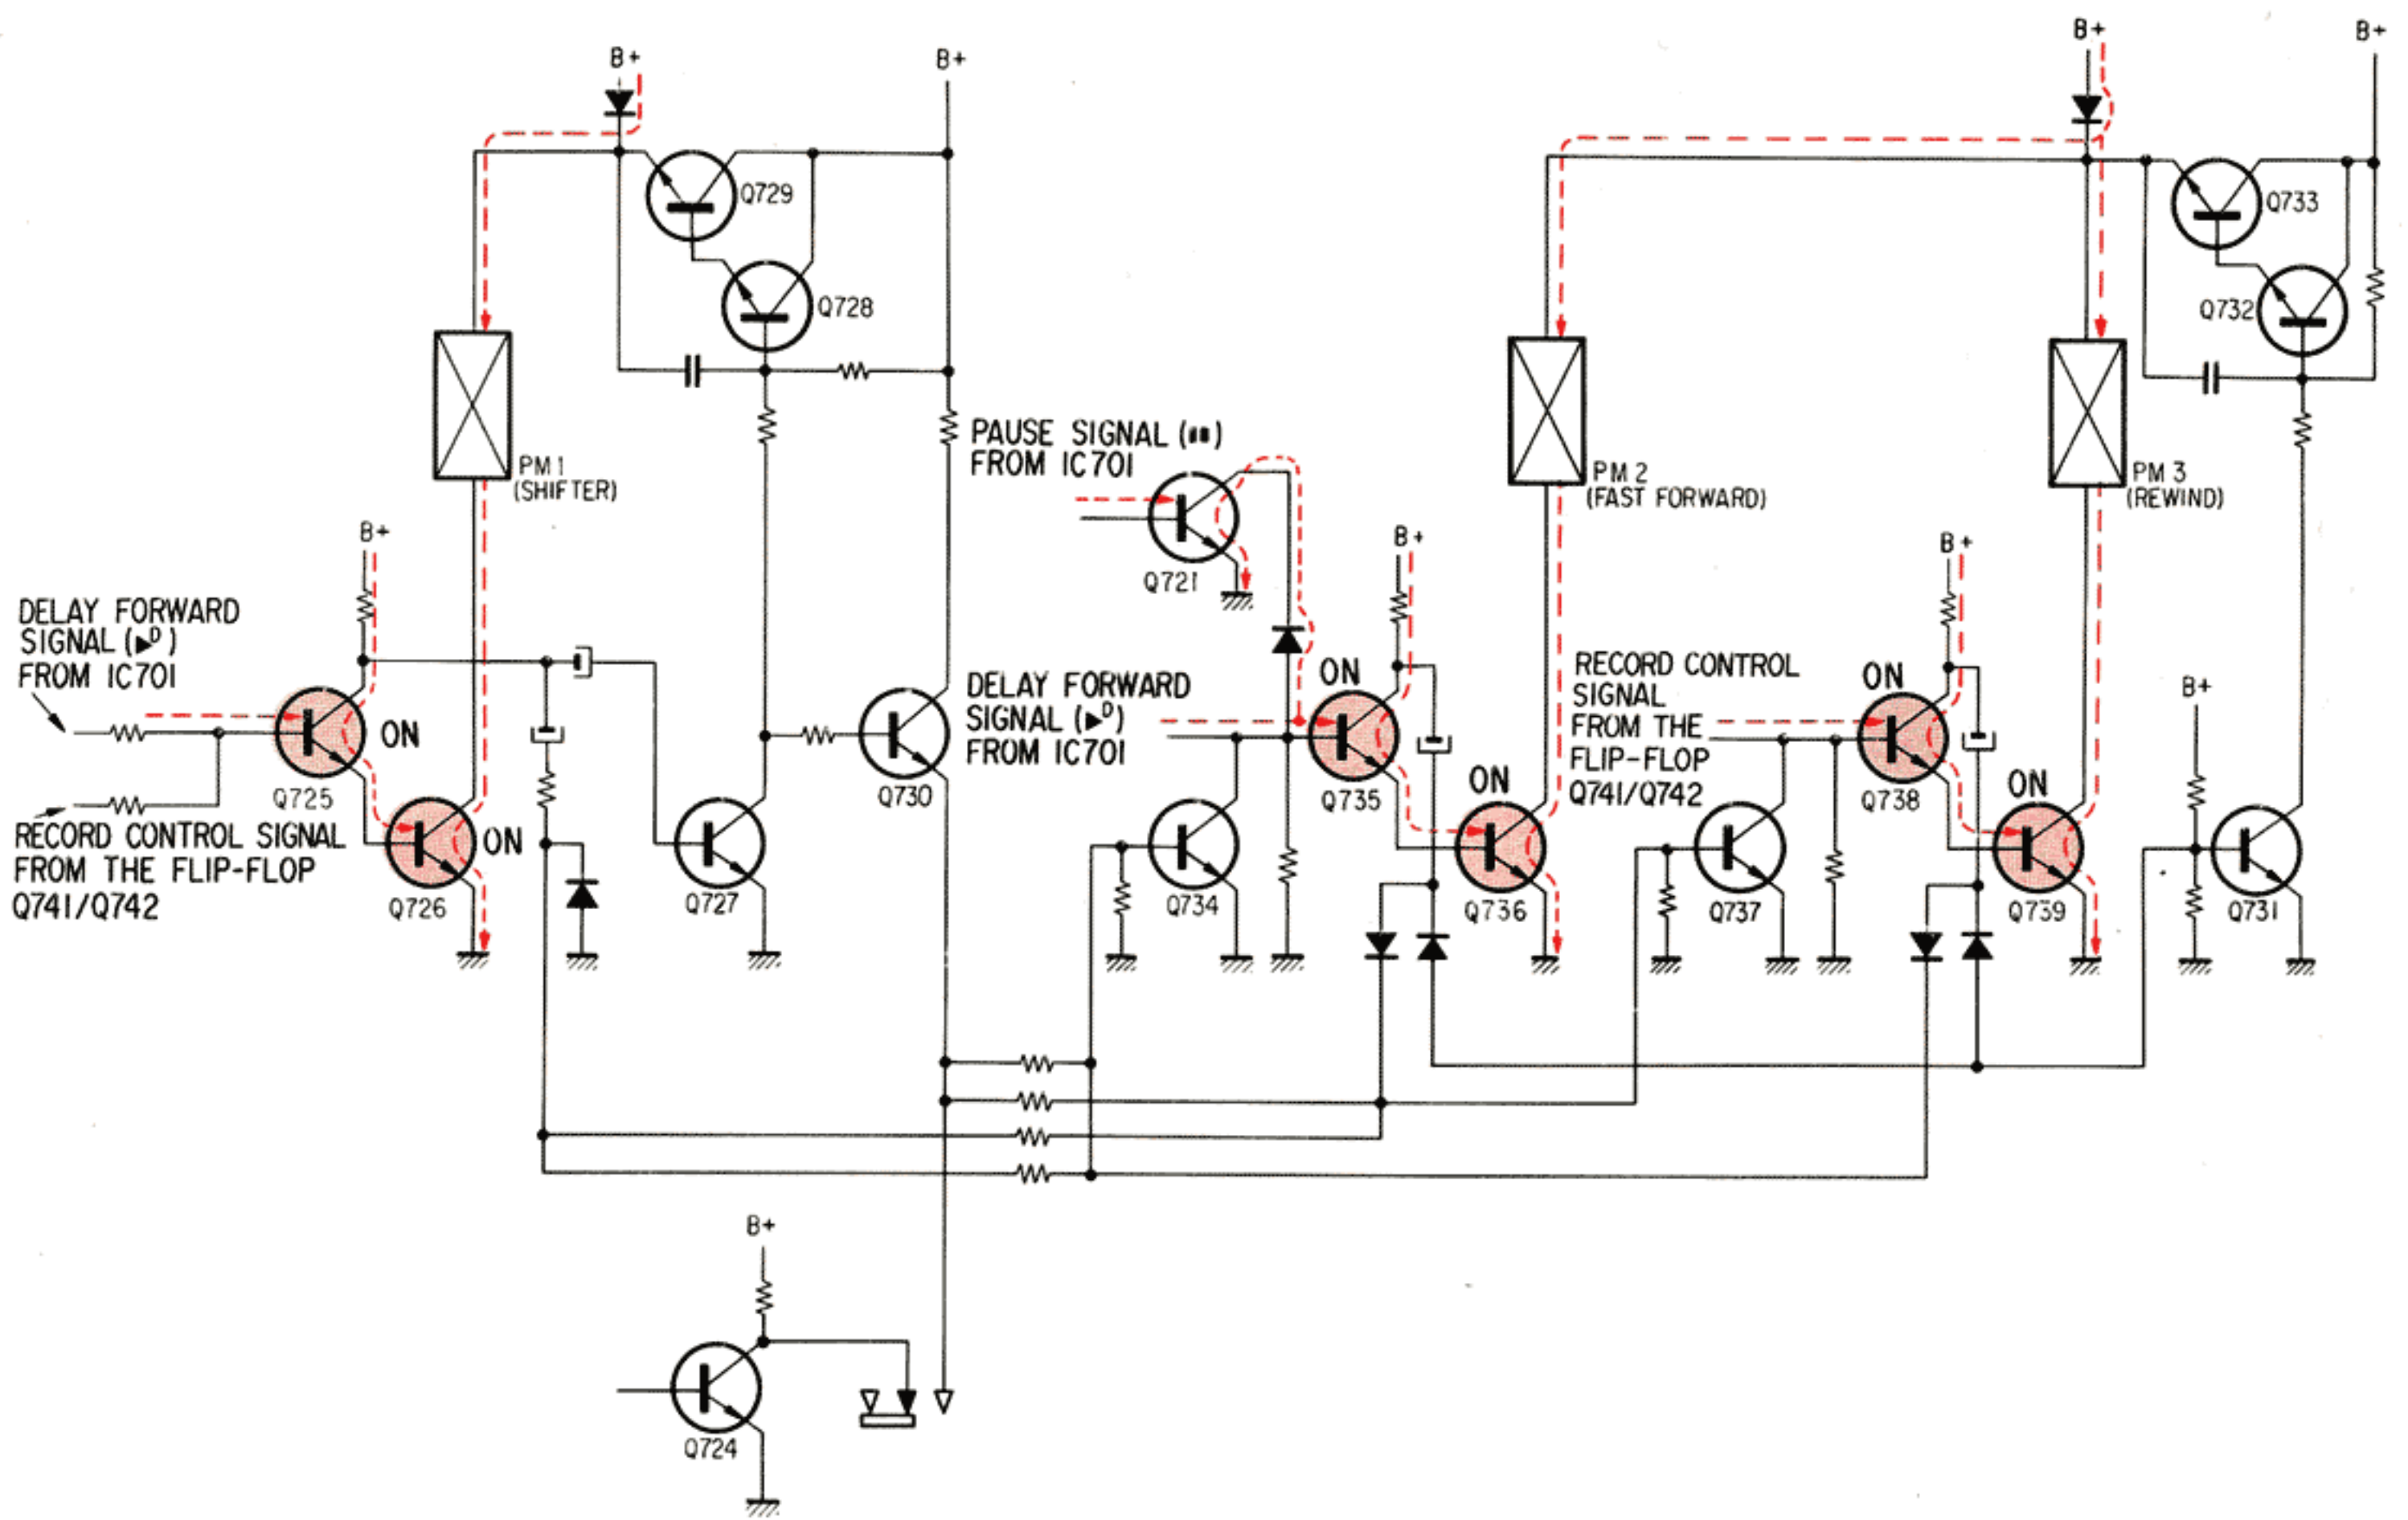 B+
B+
B+
B+
Q729
Q733
Q728
Q732
PAUSE SIGNAL (▮▮)
FROM IC701
PM 1
(SHIFTER)
PM 2
(FAST FORWARD)
PM 3
(REWIND)
B+
B+
B+
Q721
DELAY FORWARD
SIGNAL (▶D)
FROM IC701
ON
Q725
RECORD CONTROL SIGNAL
FROM THE FLIP-FLOP
Q741/Q742
ON
Q726
Q727
Q730
DELAY FORWARD
SIGNAL (▶D)
FROM IC701
ON
Q735
Q734
ON
Q736
RECORD CONTROL
SIGNAL
FROM THE
FLIP-FLOP
Q741/Q742
ON
Q738
Q737
ON
Q739
B+
Q731
B+
Q724